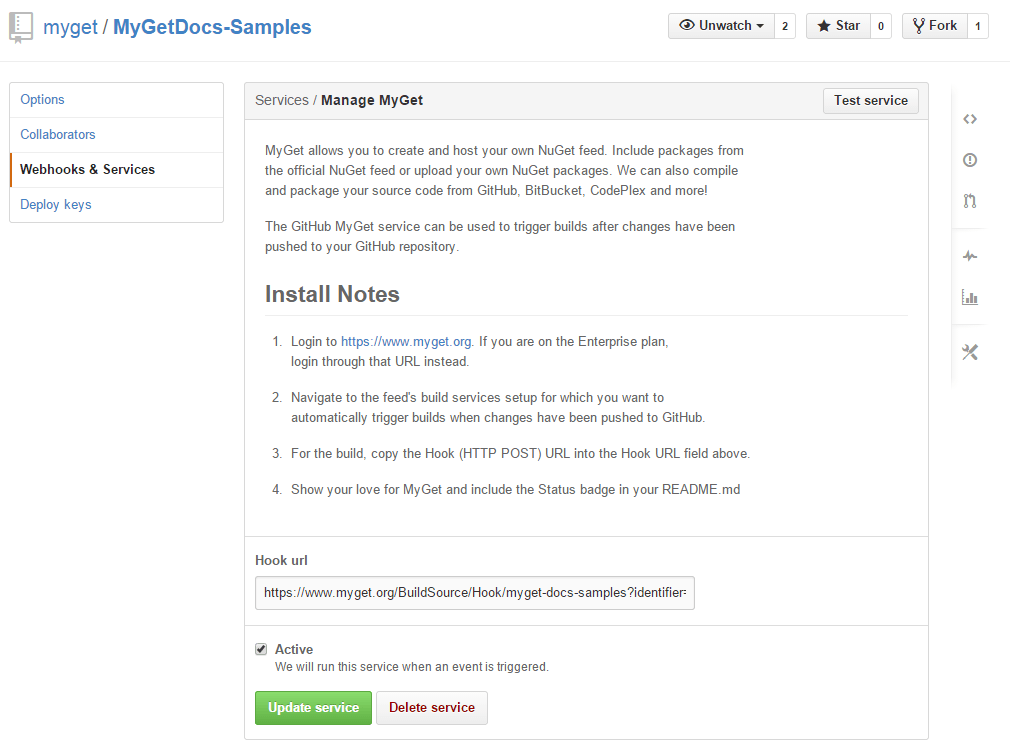 myget / MyGetDocs-Samples
Unwatch 2 Star 0 Fork 1
Options
Collaborators
Webhooks & Services
Deploy keys
Services / Manage MyGet
Test service
MyGet allows you to create and host your own NuGet feed. Include packages from
the official NuGet feed or upload your own NuGet packages. We can also compile
and package your source code from GitHub, BitBucket, CodePlex and more!
The GitHub MyGet service can be used to trigger builds after changes have been
pushed to your GitHub repository.
Install Notes
1. Login to https://www.myget.org. If you are on the Enterprise plan,
login through that URL instead.
2. Navigate to the feed's build services setup for which you want to
automatically trigger builds when changes have been pushed to GitHub.
3. For the build, copy the Hook (HTTP POST) URL into the Hook URL field above.
4. Show your love for MyGet and include the Status badge in your README.md
Hook url
https://www.myget.org/BuildSource/Hook/myget-docs-samples?identifier=
Active
We will run this service when an event is triggered.
Update service Delete service